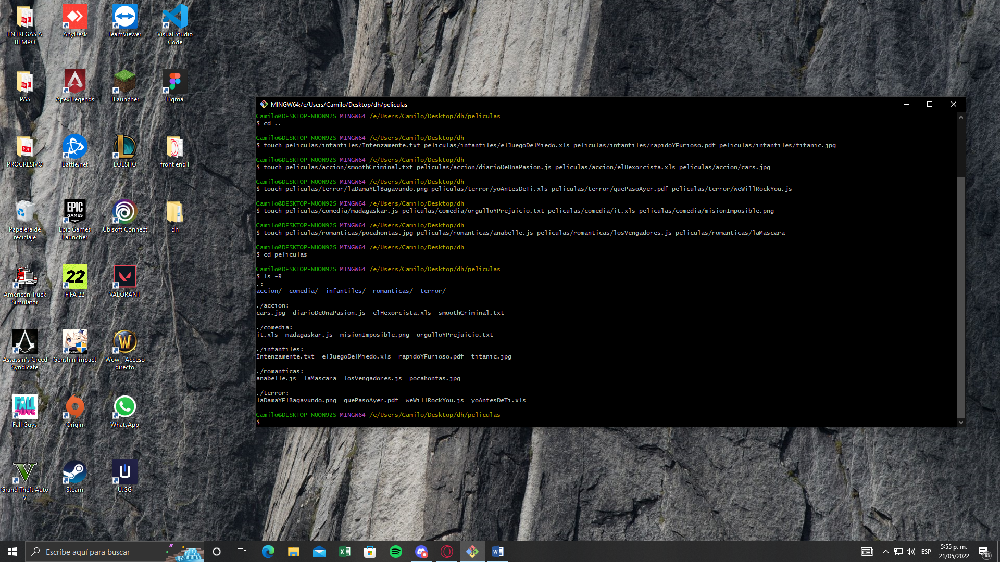 ENTREGAS A
TIEMPO
AnyDesk
TeamViewer
Visual Studio
Code
PAS
Apex Legends
TLauncher
Figma
PROGRESIVO
Battle.net
LOLSITO
front end I
Papelera de
reciclaje
Epic Games
Launcher
Ubisoft Connect
dh
American Truck
Simulator
FIFA 22
VALORANT
Assassin's Creed
Syndicate
Genshin Impact
Wow - Acceso
directo
Fall Guys
Origin
WhatsApp
Grand Theft Auto
V
Steam
U.GG
MINGW64:/e/Users/Camilo/Desktop/dh/peliculas
Camilo@DESKTOP-NUON92S MINGW64 /e/Users/Camilo/Desktop/dh/peliculas
$ cd ..
Camilo@DESKTOP-NUON92S MINGW64 /e/Users/Camilo/Desktop/dh
$ touch peliculas/infantiles/Intenzamente.txt peliculas/infantiles/elJuegoDelMiedo.xls peliculas/infantiles/rapidoYFurioso.pdf peliculas/infantiles/titanic.jpg
Camilo@DESKTOP-NUON92S MINGW64 /e/Users/Camilo/Desktop/dh
$ touch peliculas/accion/smoothCriminal.txt peliculas/accion/diarioDeUnaPasion.js peliculas/accion/elHexorcista.xls peliculas/accion/cars.jpg
Camilo@DESKTOP-NUON92S MINGW64 /e/Users/Camilo/Desktop/dh
$ touch peliculas/terror/laDamaYElBagavundo.png peliculas/terror/yoAntesDeTi.xls peliculas/terror/quePasoAyer.pdf peliculas/terror/weWillRockYou.js
Camilo@DESKTOP-NUON92S MINGW64 /e/Users/Camilo/Desktop/dh
$ touch peliculas/comedia/madagaskar.js peliculas/comedia/orgulloYPrejuicio.txt peliculas/comedia/it.xls peliculas/comedia/misionImposible.png
Camilo@DESKTOP-NUON92S MINGW64 /e/Users/Camilo/Desktop/dh
$ touch peliculas/romanticas/pocahontas.jpg peliculas/romanticas/anabelle.js peliculas/romanticas/losVengadores.js peliculas/romanticas/laMascara
Camilo@DESKTOP-NUON92S MINGW64 /e/Users/Camilo/Desktop/dh
$ cd peliculas
Camilo@DESKTOP-NUON92S MINGW64 /e/Users/Camilo/Desktop/dh/peliculas
$ ls -R
.:
accion/  comedia/  infantiles/  romanticas/  terror/
./accion:
cars.jpg  diarioDeUnaPasion.js  elHexorcista.xls  smoothCriminal.txt
./comedia:
it.xls  madagaskar.js  misionImposible.png  orgulloYPrejuicio.txt
./infantiles:
Intenzamente.txt  elJuegoDelMiedo.xls  rapidoYFurioso.pdf  titanic.jpg
./romanticas:
anabelle.js  laMascara  losVengadores.js  pocahontas.jpg
./terror:
laDamaYElBagavundo.png  quePasoAyer.pdf  weWillRockYou.js  yoAntesDeTi.xls
Camilo@DESKTOP-NUON92S MINGW64 /e/Users/Camilo/Desktop/dh/peliculas
$
Escribe aquí para buscar
ESP
5:55 p. m.
21/05/2022
18